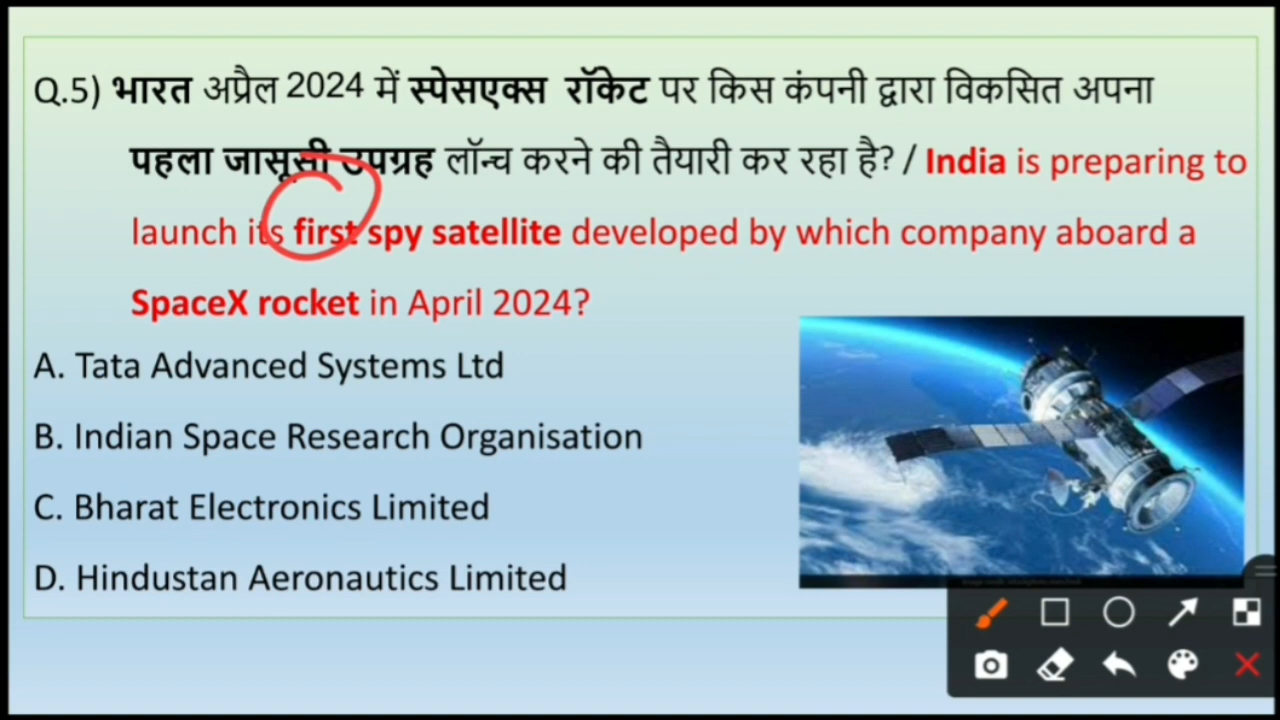 Q.5) भारत अप्रैल 2024 में स्पेसएक्स रॉकेट पर किस कंपनी द्वारा विकसित अपना
पहला जासूसी उपग्रह लॉन्च करने की तैयारी कर रहा है? / India is preparing to
launch its first spy satellite developed by which company aboard a
SpaceX rocket in April 2024?
A. Tata Advanced Systems Ltd
B. Indian Space Research Organisation
C. Bharat Electronics Limited
D. Hindustan Aeronautics Limited